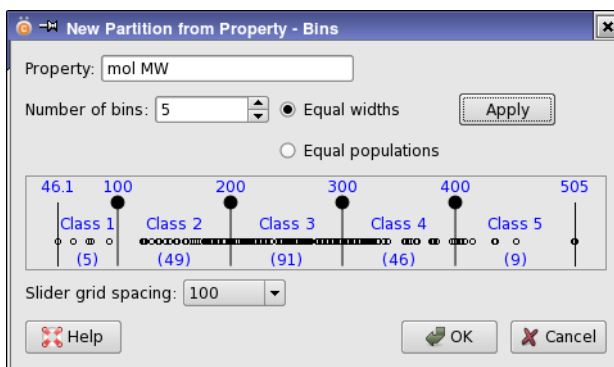 New Partition from Property - Bins
Property: mol MW
Number of bins: 5 Equal widths Apply
Equal populations
46.1 100 200 300 400 505
Class 1 Class 2 Class 3 Class 4 Class 5
(5) (49) (91) (46) (9)
Slider grid spacing: 100
Help OK Cancel